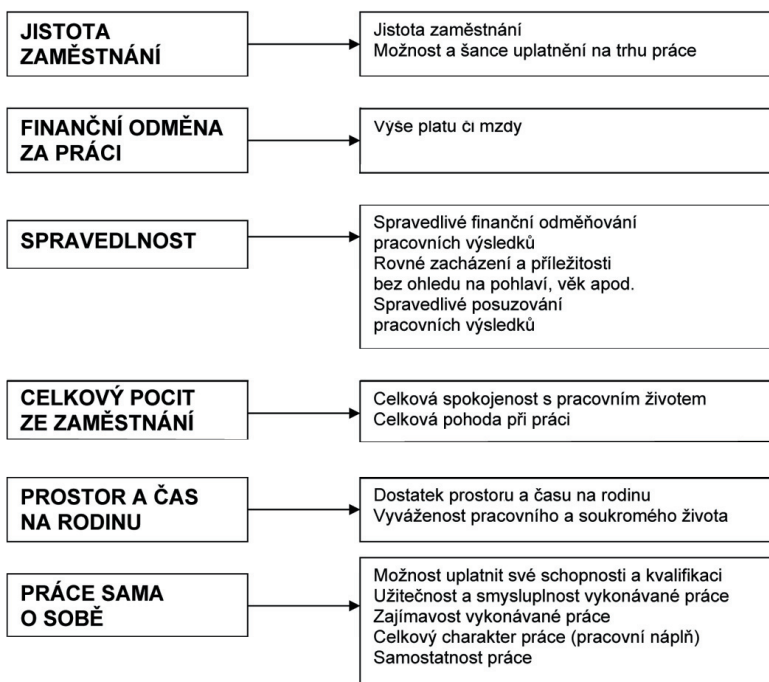 JISTOTA
ZAMĚSTNÁNÍ
Jistota zaměstnání
Možnost a šance uplatnění na trhu práce
FINANČNÍ ODMĚNA
ZA PRÁCI
Výše platu či mzdy
SPRAVEDLNOST
Spravedlivé finanční odměňování
pracovních výsledků
Rovné zacházení a příležitosti
bez ohledu na pohlaví, věk apod.
Spravedlivé posuzování
pracovních výsledků
CELKOVÝ POCIT
ZE ZAMĚSTNÁNÍ
Celková spokojenost s pracovním životem
Celková pohoda při práci
PROSTOR A ČAS
NA RODINU
Dostatek prostoru a času na rodinu
Vyváženost pracovního a soukromého života
PRÁCE SAMA
O SOBĚ
Možnost uplatnit své schopnosti a kvalifikaci
Užitečnost a smysluplnost vykonávané práce
Zajímavost vykonávané práce
Celkový charakter práce (pracovní náplň)
Samostatnost práce